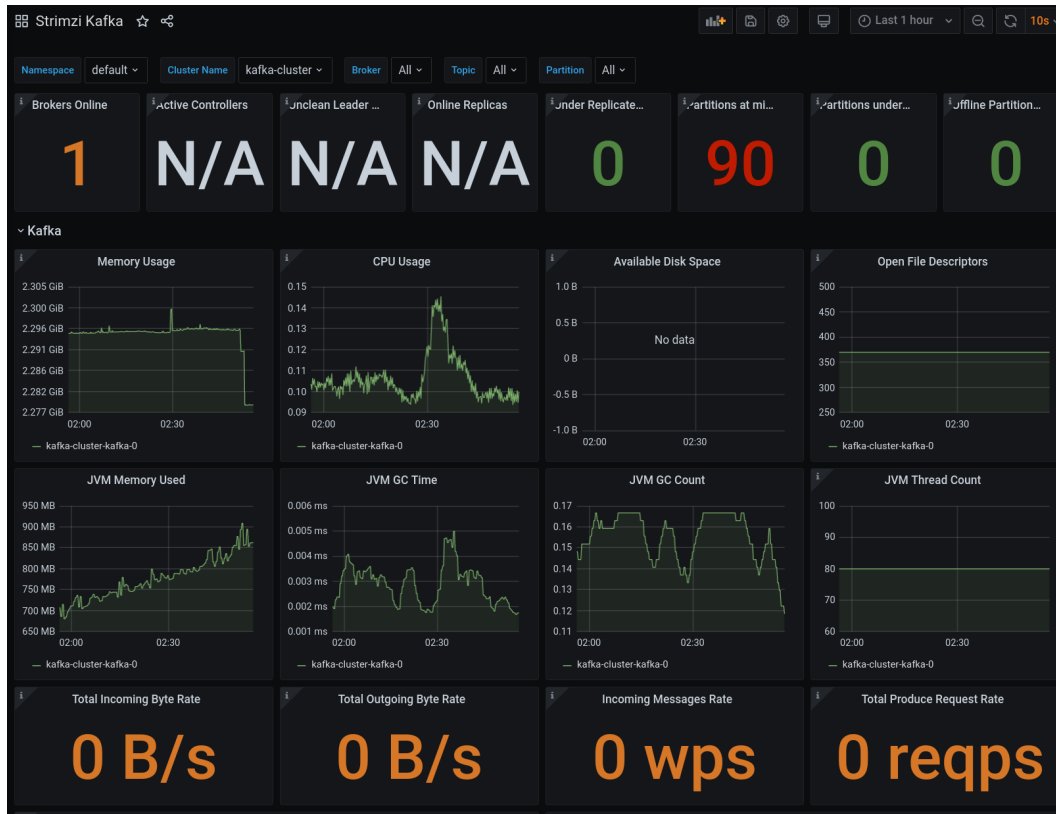 Strimzi Kafka
Last 1 hour
10s
Namespace default Cluster Name kafka-cluster Broker All Topic All Partition All
Brokers Online
1
Active Controllers
N/A
Unclean Leader ...
N/A
Online Replicas
N/A
Under Replicate...
0
Partitions at mi...
90
Partitions under...
0
Offline Partition...
0
Kafka
Memory Usage
2.305 GiB
2.300 GiB
2.296 GiB
2.291 GiB
2.286 GiB
2.282 GiB
2.277 GiB
02:00 02:30
kafka-cluster-kafka-0
CPU Usage
0.15
0.14
0.13
0.12
0.11
0.10
0.09
02:00 02:30
kafka-cluster-kafka-0
Available Disk Space
1.0 B
0.5 B
0 B
-0.5 B
-1.0 B
No data
02:00 02:30
Open File Descriptors
500
450
400
350
300
250
02:00 02:30
kafka-cluster-kafka-0
JVM Memory Used
950 MB
900 MB
850 MB
800 MB
750 MB
700 MB
650 MB
02:00 02:30
kafka-cluster-kafka-0
JVM GC Time
0.006 ms
0.005 ms
0.004 ms
0.003 ms
0.002 ms
0.001 ms
02:00 02:30
kafka-cluster-kafka-0
JVM GC Count
0.17
0.16
0.15
0.14
0.13
0.12
0.11
02:00 02:30
kafka-cluster-kafka-0
JVM Thread Count
100
90
80
70
60
02:00 02:30
kafka-cluster-kafka-0
Total Incoming Byte Rate
0 B/s
Total Outgoing Byte Rate
0 B/s
Incoming Messages Rate
0 wps
Total Produce Request Rate
0 reqps